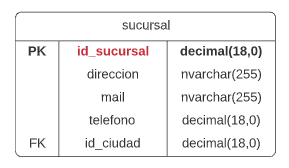 sucursal
PK id_sucursal decimal(18,0)
direccion nvarchar(255)
mail nvarchar(255)
telefono decimal(18,0)
FK id_ciudad decimal(18,0)